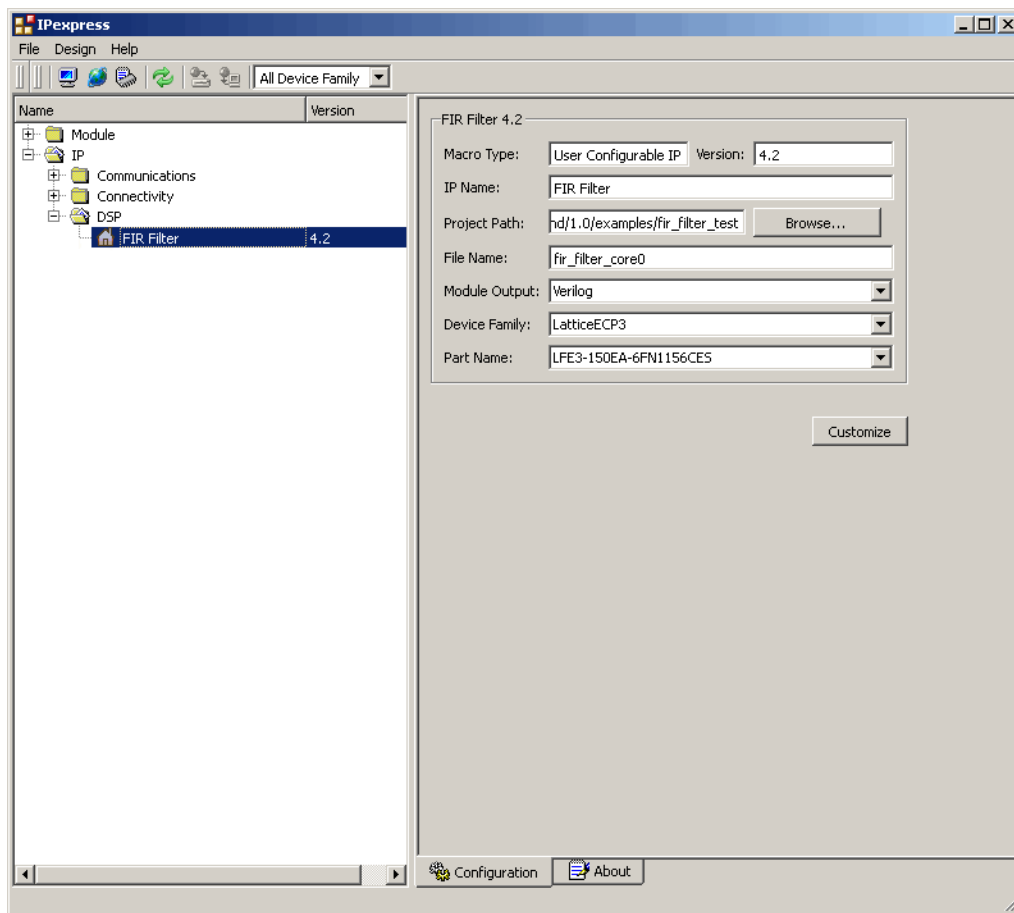 IPexpress
File Design Help
All Device Family
Name Version
Module
IP
Communications
Connectivity
DSP
FIR Filter 4.2
FIR Filter 4.2
Macro Type: User Configurable IP Version: 4.2
IP Name: FIR Filter
Project Path: nd/1.0/examples/fir_filter_test Browse...
File Name: fir_filter_core0
Module Output: Verilog
Device Family: LatticeECP3
Part Name: LFE3-150EA-6FN1156CES
Customize
Configuration About